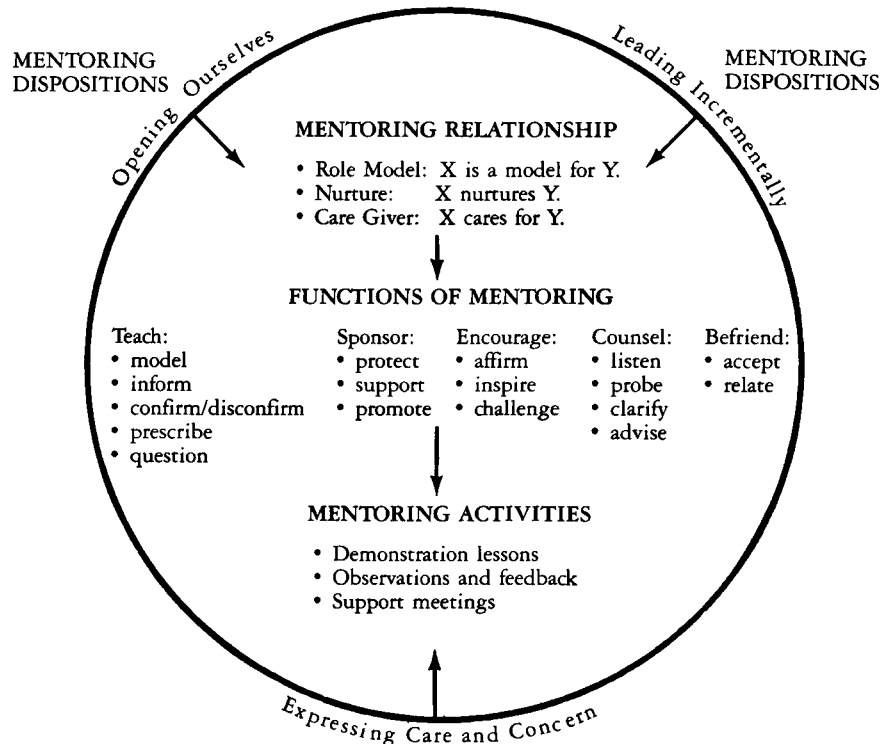 MENTORING
DISPOSITIONS
Opening Ourselves
Leading Incrementally
MENTORING
DISPOSITIONS
MENTORING RELATIONSHIP
• Role Model: X is a model for Y.
• Nurture: X nurtures Y.
• Care Giver: X cares for Y.
FUNCTIONS OF MENTORING
Teach:
• model
• inform
• confirm/disconfirm
• prescribe
• question
Sponsor:
• protect
• support
• promote
Encourage:
• affirm
• inspire
• challenge
Counsel:
• listen
• probe
• clarify
• advise
Befriend:
• accept
• relate
MENTORING ACTIVITIES
• Demonstration lessons
• Observations and feedback
• Support meetings
Expressing Care and Concern